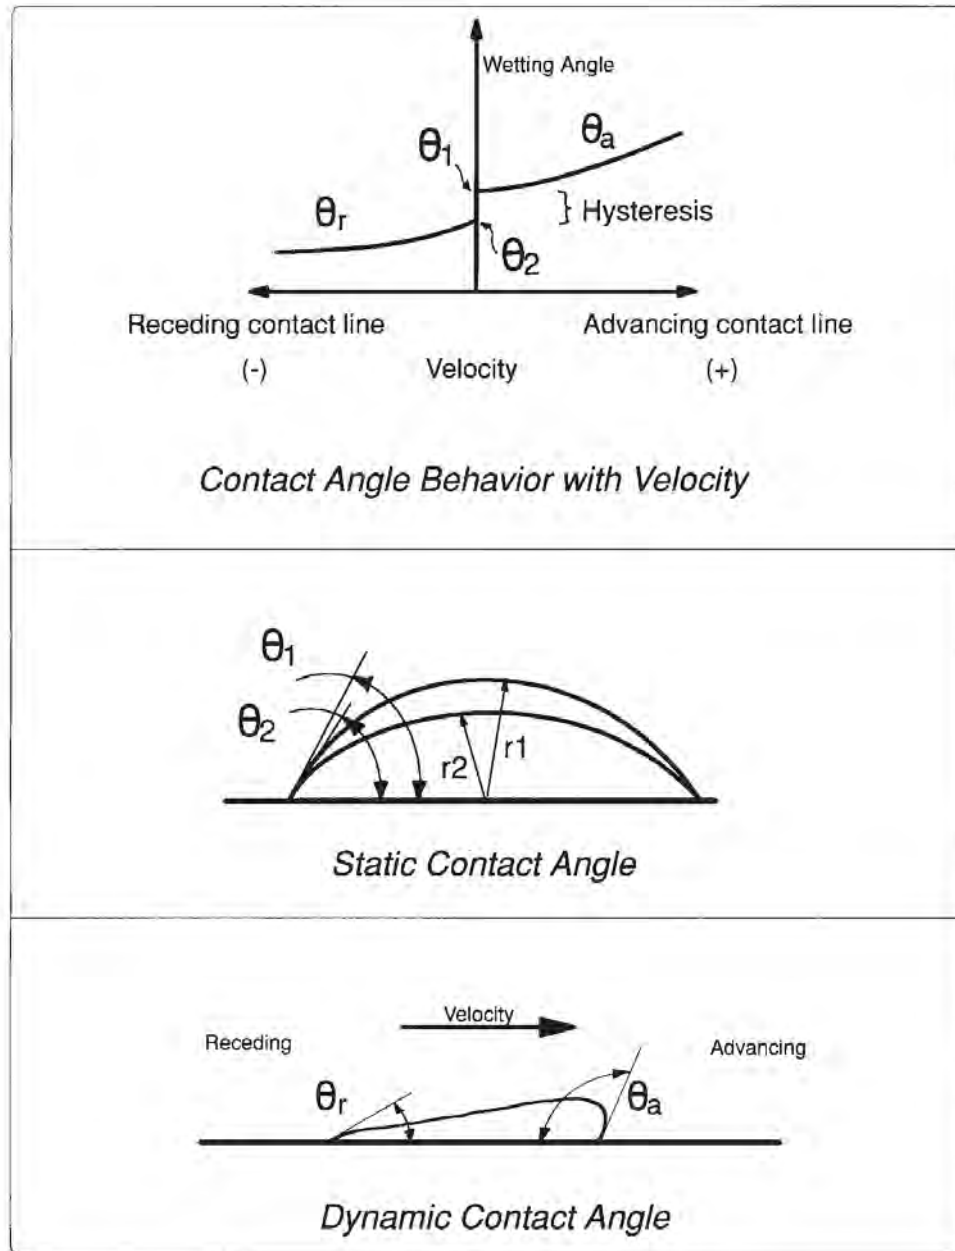 Wetting Angle
θ1
θa
} Hysteresis
θr
θ2
Receding contact line
Advancing contact line
(-)
Velocity
(+)
Contact Angle Behavior with Velocity
θ1
θ2
r2
r1
Static Contact Angle
Velocity
Receding
Advancing
θr
θa
Dynamic Contact Angle